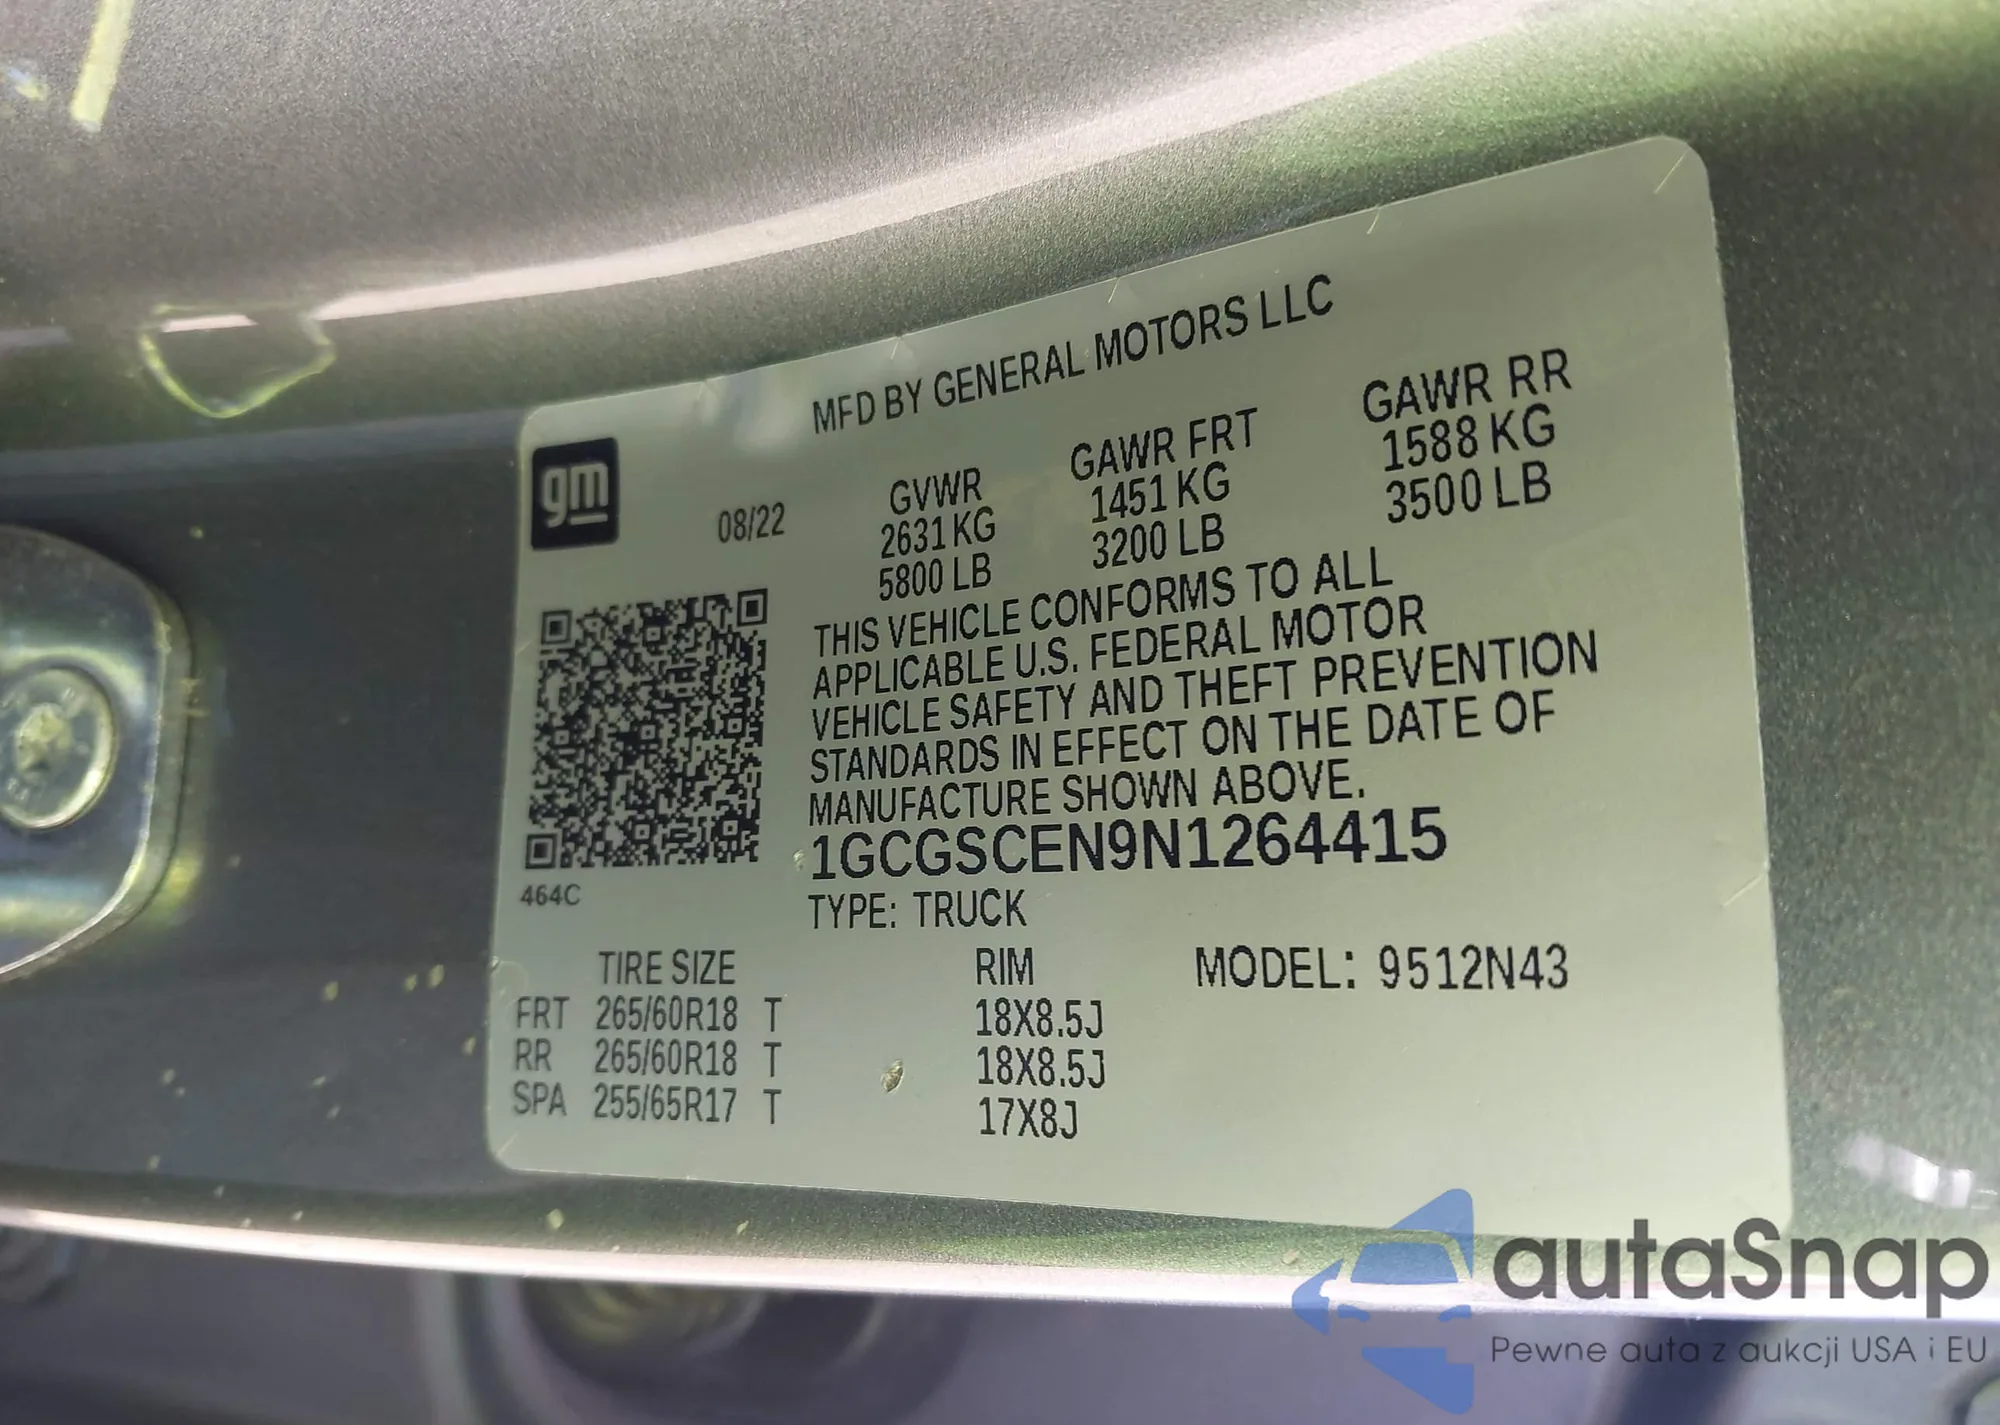 MFD BY GENERAL MOTORS LLC
gm
08/22
GVWR GAWR FRT GAWR RR
2631 KG 1451 KG 1588 KG
5800 LB 3200 LB 3500 LB
THIS VEHICLE CONFORMS TO ALL
APPLICABLE U.S. FEDERAL MOTOR
VEHICLE SAFETY AND THEFT PREVENTION
STANDARDS IN EFFECT ON THE DATE OF
MANUFACTURE SHOWN ABOVE.
1GCGSCEN9N1264415
464C
TYPE: TRUCK
TIRE SIZE RIM MODEL: 9512N43
FRT 265/60R18 T 18X8.5J
RR 265/60R18 T 18X8.5J
SPA 255/65R17 T 17X8J
autaSnap
Pewne auta z aukcji USA i EU